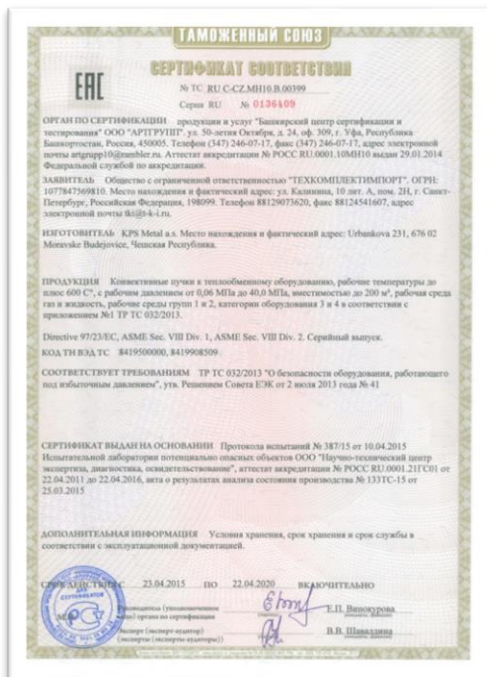 ТАМОЖЕННЫЙ СОЮЗ
СЕРТИФИКАТ СООТВЕТСТВИЯ
ЕАС
№ ТС RU C-CZ.МН10.В.00399
Серия RU № 0136409
ОРГАН ПО СЕРТИФИКАЦИИ продукции и услуг "Башкирский центр сертификации и
тестирования" ООО "АРТГРУПП". ул. 50-летия Октября, д. 24, оф. 309, г. Уфа, Республика
Башкортостан, Россия, 450005. Телефон (347) 246-07-17, факс (347) 246-07-17, адрес электронной
почты artgrupp10@rambler.ru. Аттестат аккредитации № РОСС RU.0001.10МН10 выдан 29.01.2014
Федеральной службой по аккредитации.
ЗАЯВИТЕЛЬ Общество с ограниченной ответственностью "ТЕХКОМПЛЕКТИМПОРТ". ОГРН:
1077847569810. Место нахождения и фактический адрес: ул. Калинина, 10 лит. А, пом. 2Н, г. Санкт-
Петербург, Российская Федерация, 198099. Телефон 88129073620, факс 88124541607, адрес
электронной почты tki@t-k-i.ru.
ИЗГОТОВИТЕЛЬ KPS Metal a.s. Место нахождения и фактический адрес: Urbankova 231, 676 02
Moravske Budejovice, Чешская Республика.
ПРОДУКЦИЯ Конвективные пучки к теплообменному оборудованию, рабочие температуры до
плюс 600 С°, с рабочим давлением от 0,06 МПа до 40,0 МПа, вместимостью до 200 м³, рабочая среда
газ и жидкость, рабочие среды групп 1 и 2, категории оборудования 3 и 4 в соответствии с
приложением №1 ТР ТС 032/2013.
Directive 97/23/EC, ASME Sec. VIII Div. 1, ASME Sec. VIII Div. 2. Серийный выпуск.
КОД ТН ВЭД ТС 8419500000, 8419908509
СООТВЕТСТВУЕТ ТРЕБОВАНИЯМ ТР ТС 032/2013 "О безопасности оборудования, работающего
под избыточным давлением", утв. Решением Совета ЕЭК от 2 июля 2013 года № 41
СЕРТИФИКАТ ВЫДАН НА ОСНОВАНИИ Протокола испытаний № 387/15 от 10.04.2015
Испытательной лаборатории потенциально опасных объектов ООО "Научно-технический центр
экспертиза, диагностика, освидетельствование", аттестат аккредитации № РОСС RU.0001.21ГС01 от
22.04.2011 до 22.04.2016, акта о результатах анализа состояния производства № 133ТС-15 от
25.03.2015
ДОПОЛНИТЕЛЬНАЯ ИНФОРМАЦИЯ Условия хранения, срок хранения и срок службы в
соответствии с эксплуатационной документацией.
СРОК ДЕЙСТВИЯ С 23.04.2015 ПО 22.04.2020 ВКЛЮЧИТЕЛЬНО
ДЛЯ СЕРТИФИКАТОВ
М.П.
Руководитель (уполномоченное
лицо) органа по сертификации
Е.П. Винокурова
Эксперт (эксперт-аудитор)
(эксперты (эксперты-аудиторы))
В.В. Шавалдина